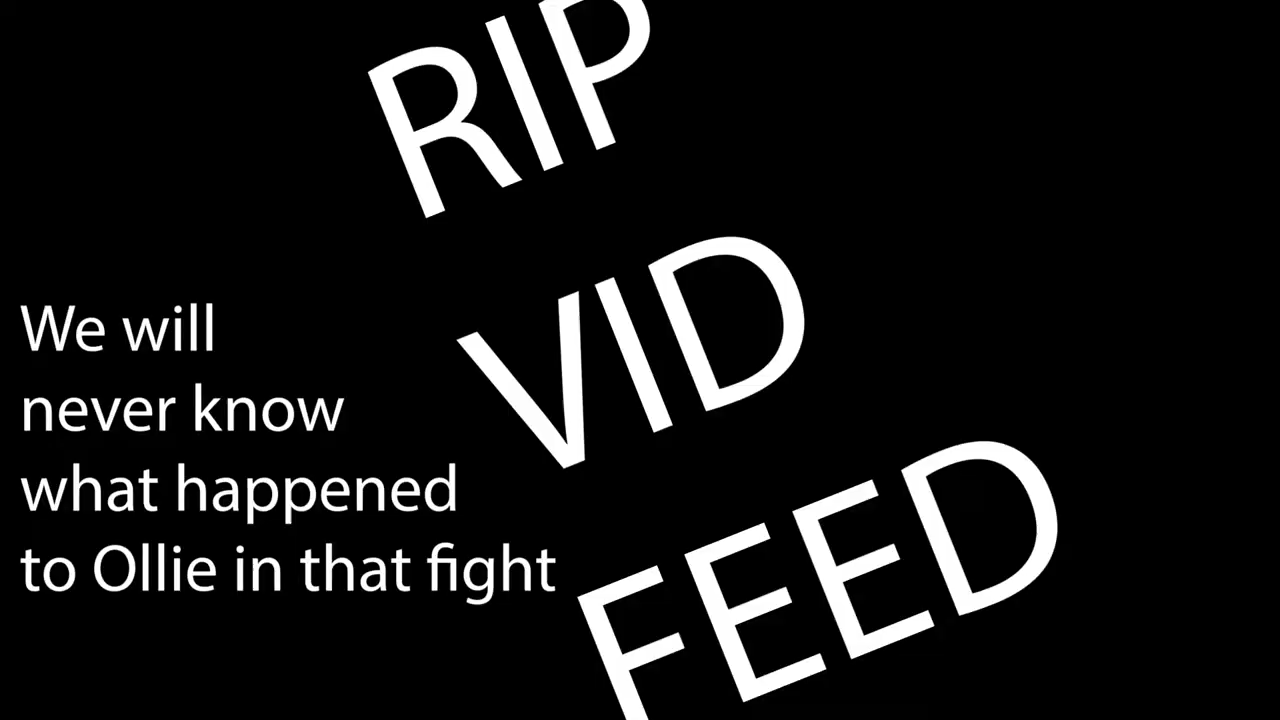 RIP
VID
FEED
We will
never know
what happened
to Ollie in that fight